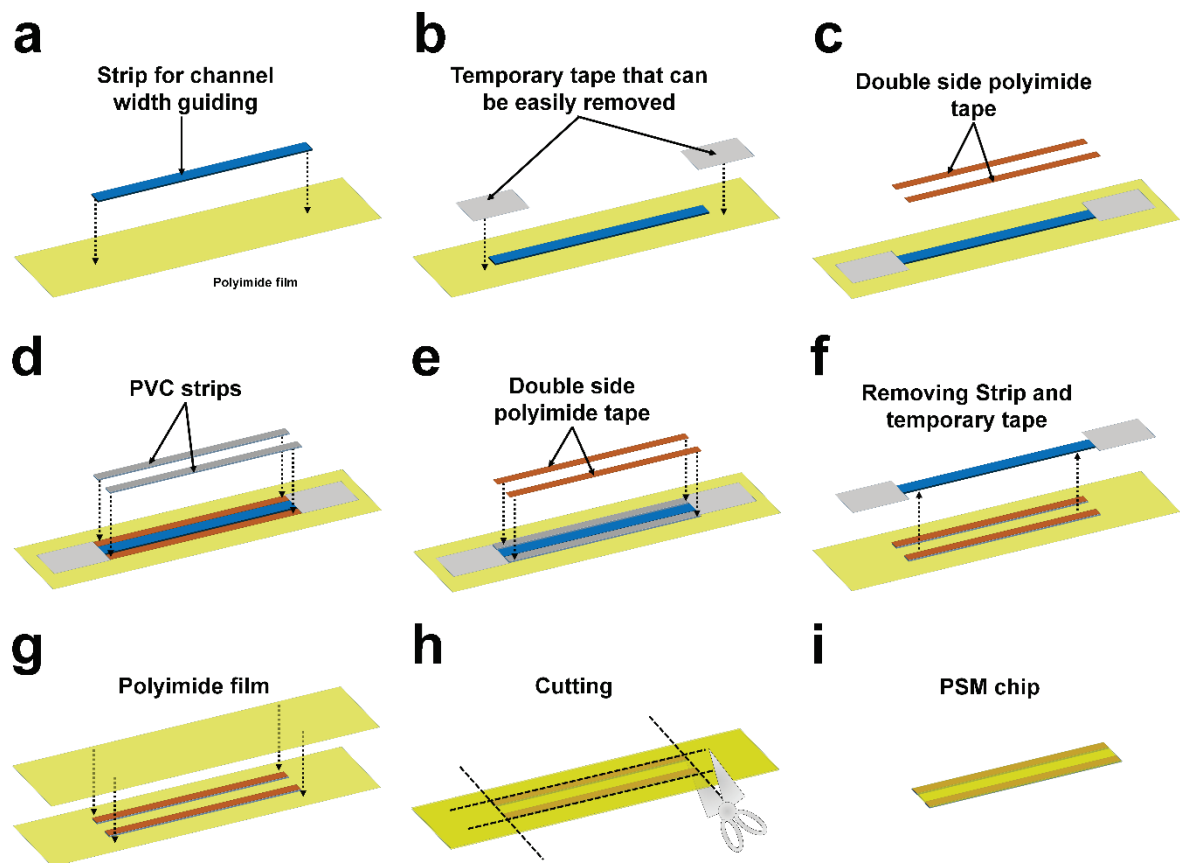 a
Strip for channel
width guiding
Polyimide film
b
Temporary tape that can
be easily removed
c
Double side polyimide
tape
d
PVC strips
e
Double side
polyimide tape
f
Removing Strip and
temporary tape
g
Polyimide film
h
Cutting
i
PSM chip